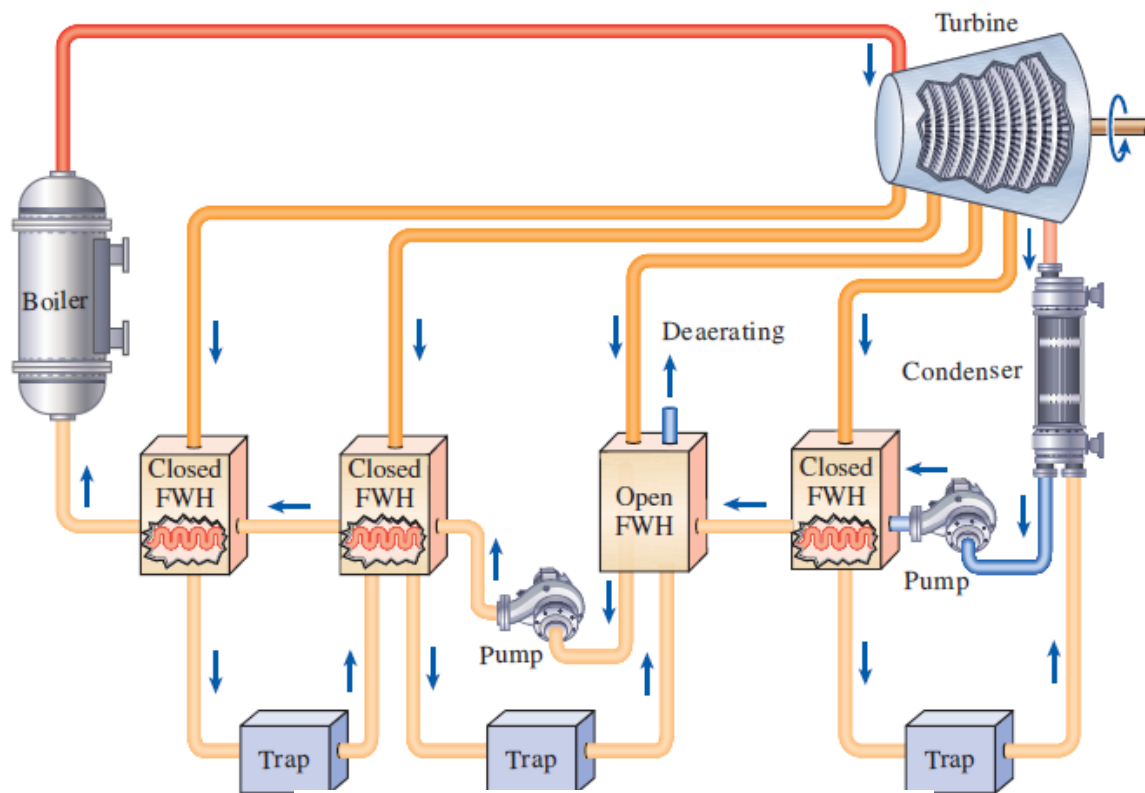 Turbine
Boiler
Deaerating
Condenser
Closed
FWH
Closed
FWH
Open
FWH
Closed
FWH
Pump
Pump
Trap
Trap
Trap